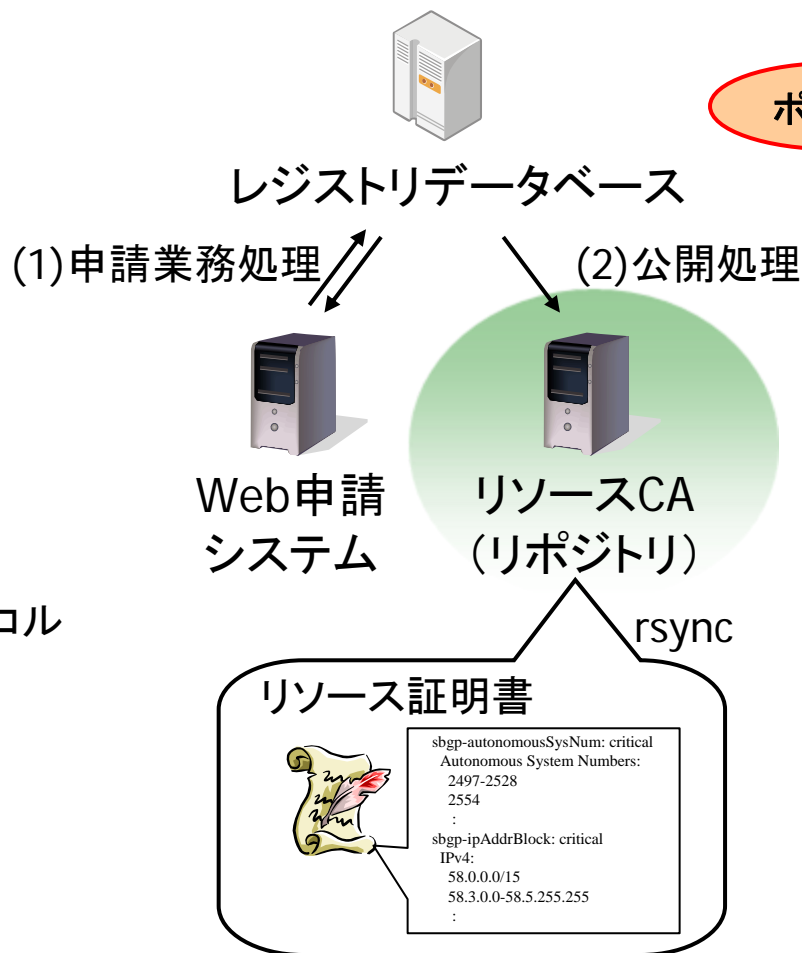 ポ
レジストリデータベース
(1)申請業務処理
(2)公開処理
Web申請
システム
リソースCA
（リポジトリ）
コル
rsync
リソース証明書
sbgp-autonomousSysNum: critical
Autonomous System Numbers:
2497-2528
2554
:
sbgp-ipAddrBlock: critical
IPv4:
58.0.0.0/15
58.3.0.0-58.5.255.255
: